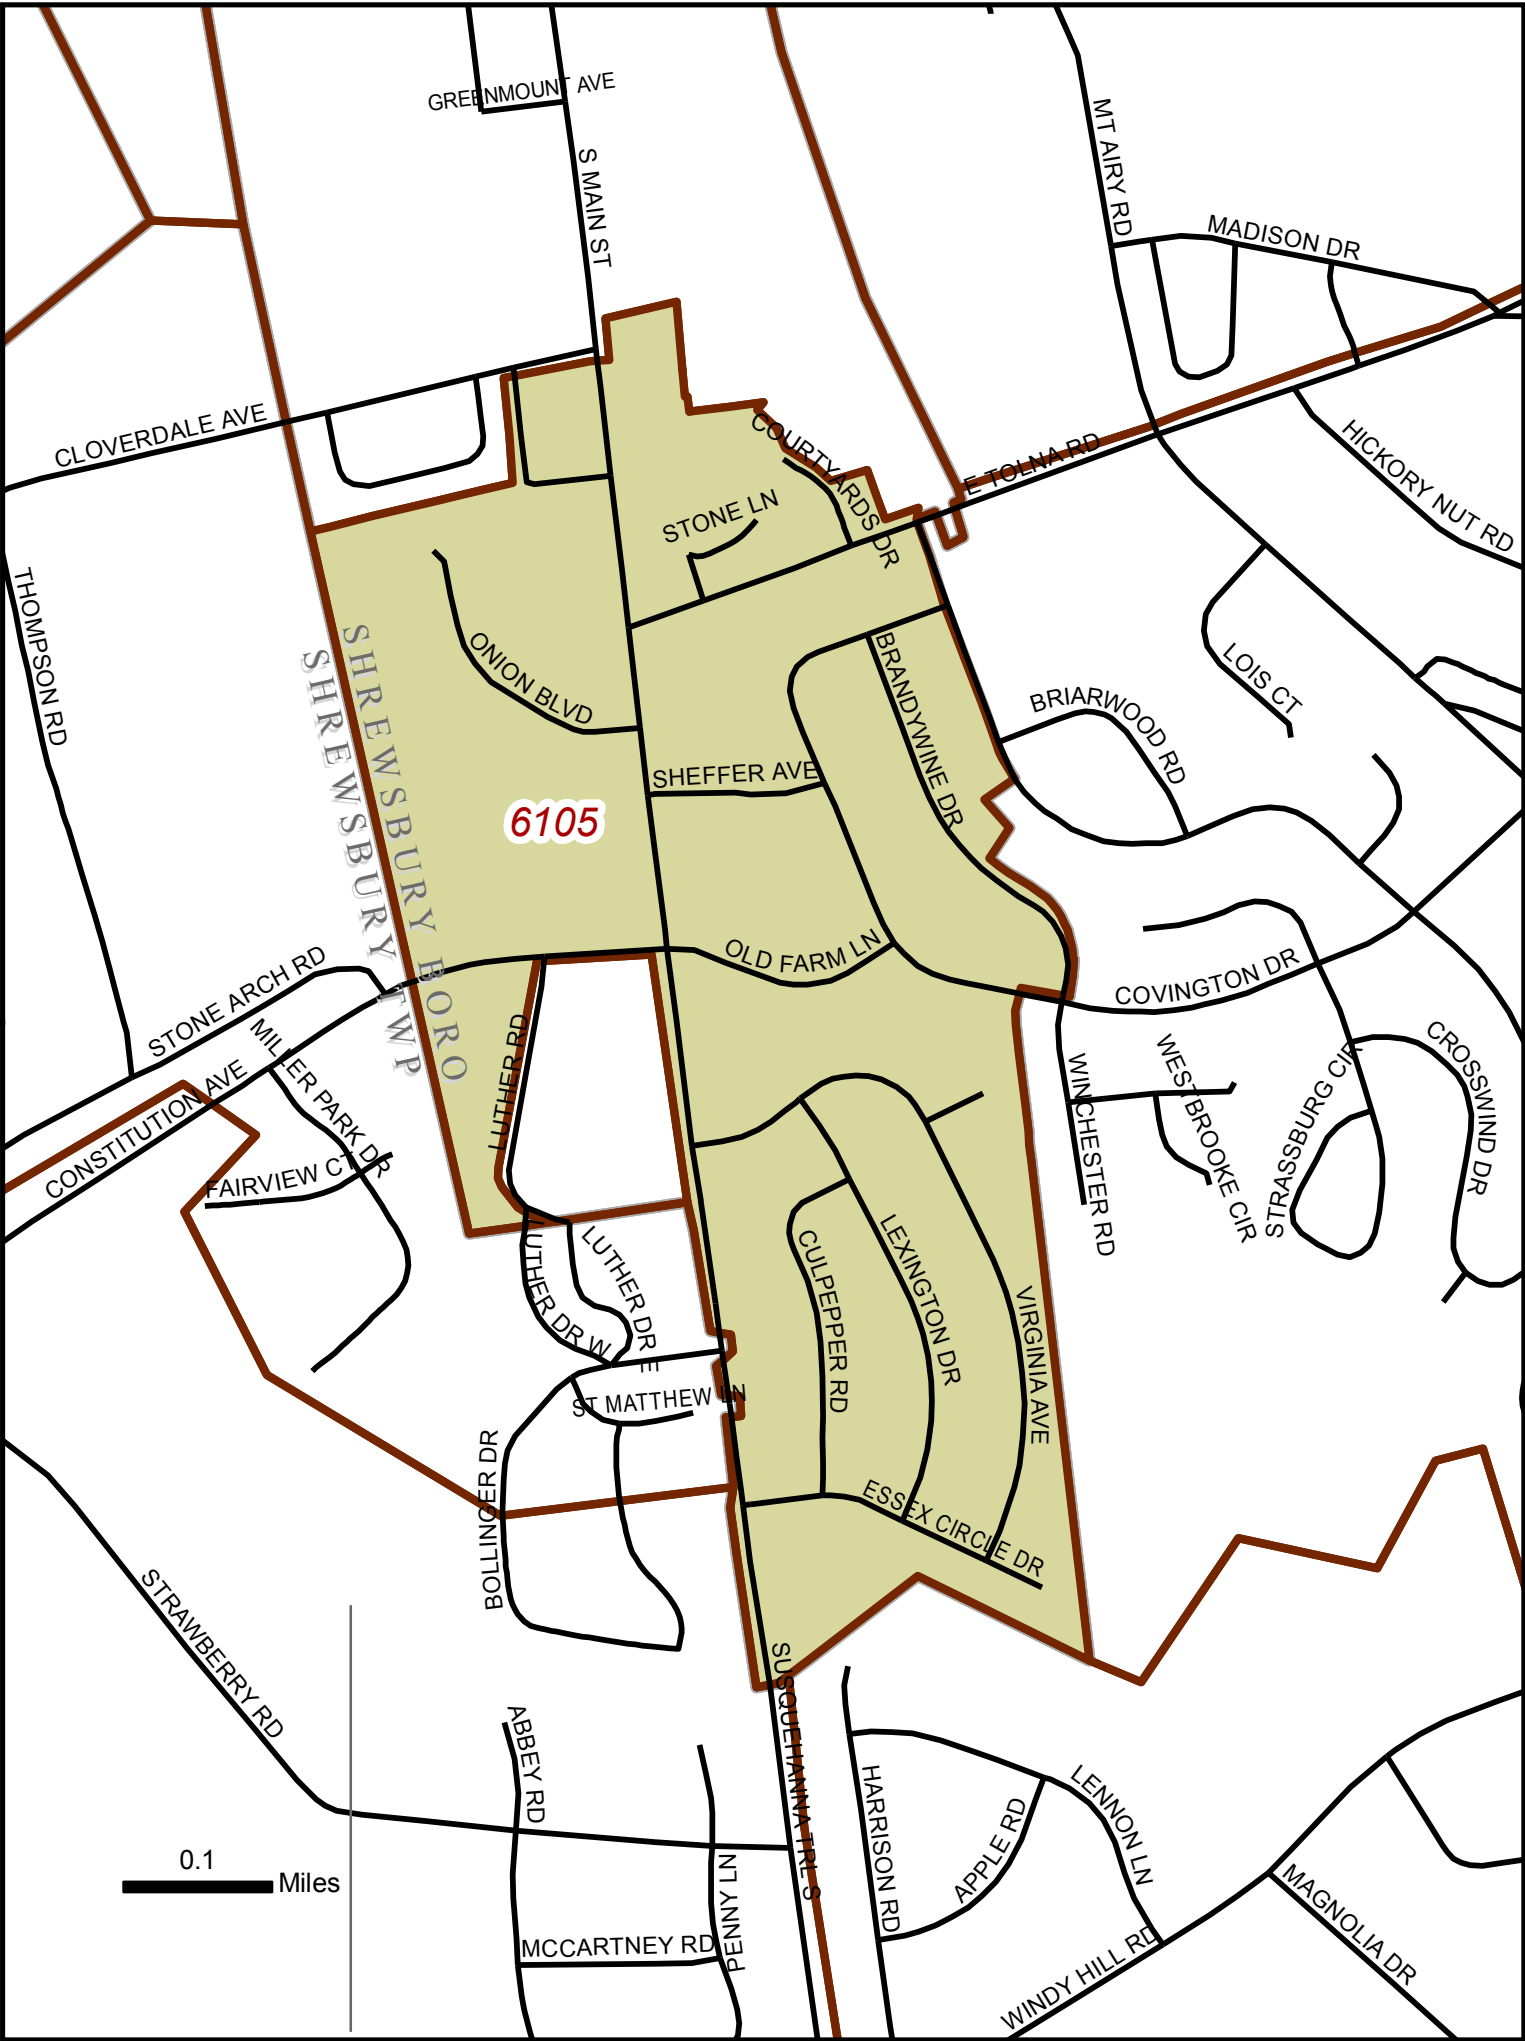 GREENMOUNT AVE
S MAIN ST
MT AIRY RD
MADISON DR
CLOVERDALE AVE
COURTYARDS DR
E TOLNA RD
HICKORY NUT RD
STONE LN
THOMPSON RD
ONION BLVD
SHREWSBURY BORO
SHREWSBURY TWP
BRANDYWINE DR
LOIS CT
BRIARWOOD RD
SHEFFER AVE
6105
OLD FARM LN
COVINGTON DR
STONE ARCH RD
MILLER PARK DR
CONSTITUTION AVE
FAIRVIEW CT
LUTHER RD
WINCHESTER RD
WESTBROOKE CIR
STRASSBURG CIR
CROSSWIND DR
LUTHER DR W
LUTHER DR E
CULPEPPER RD
LEXINGTON DR
VIRGINIA AVE
ST MATTHEW LN
BOLLINGER DR
ESSEX CIRCLE DR
STRAWBERRY RD
SUSQUEHANNA TRL S
ABBEY RD
HARRISON RD
APPLE RD
LENNON LN
PENNY LN
MCCARTNEY RD
WINDY HILL RD
MAGNOLIA DR
0.1
Miles